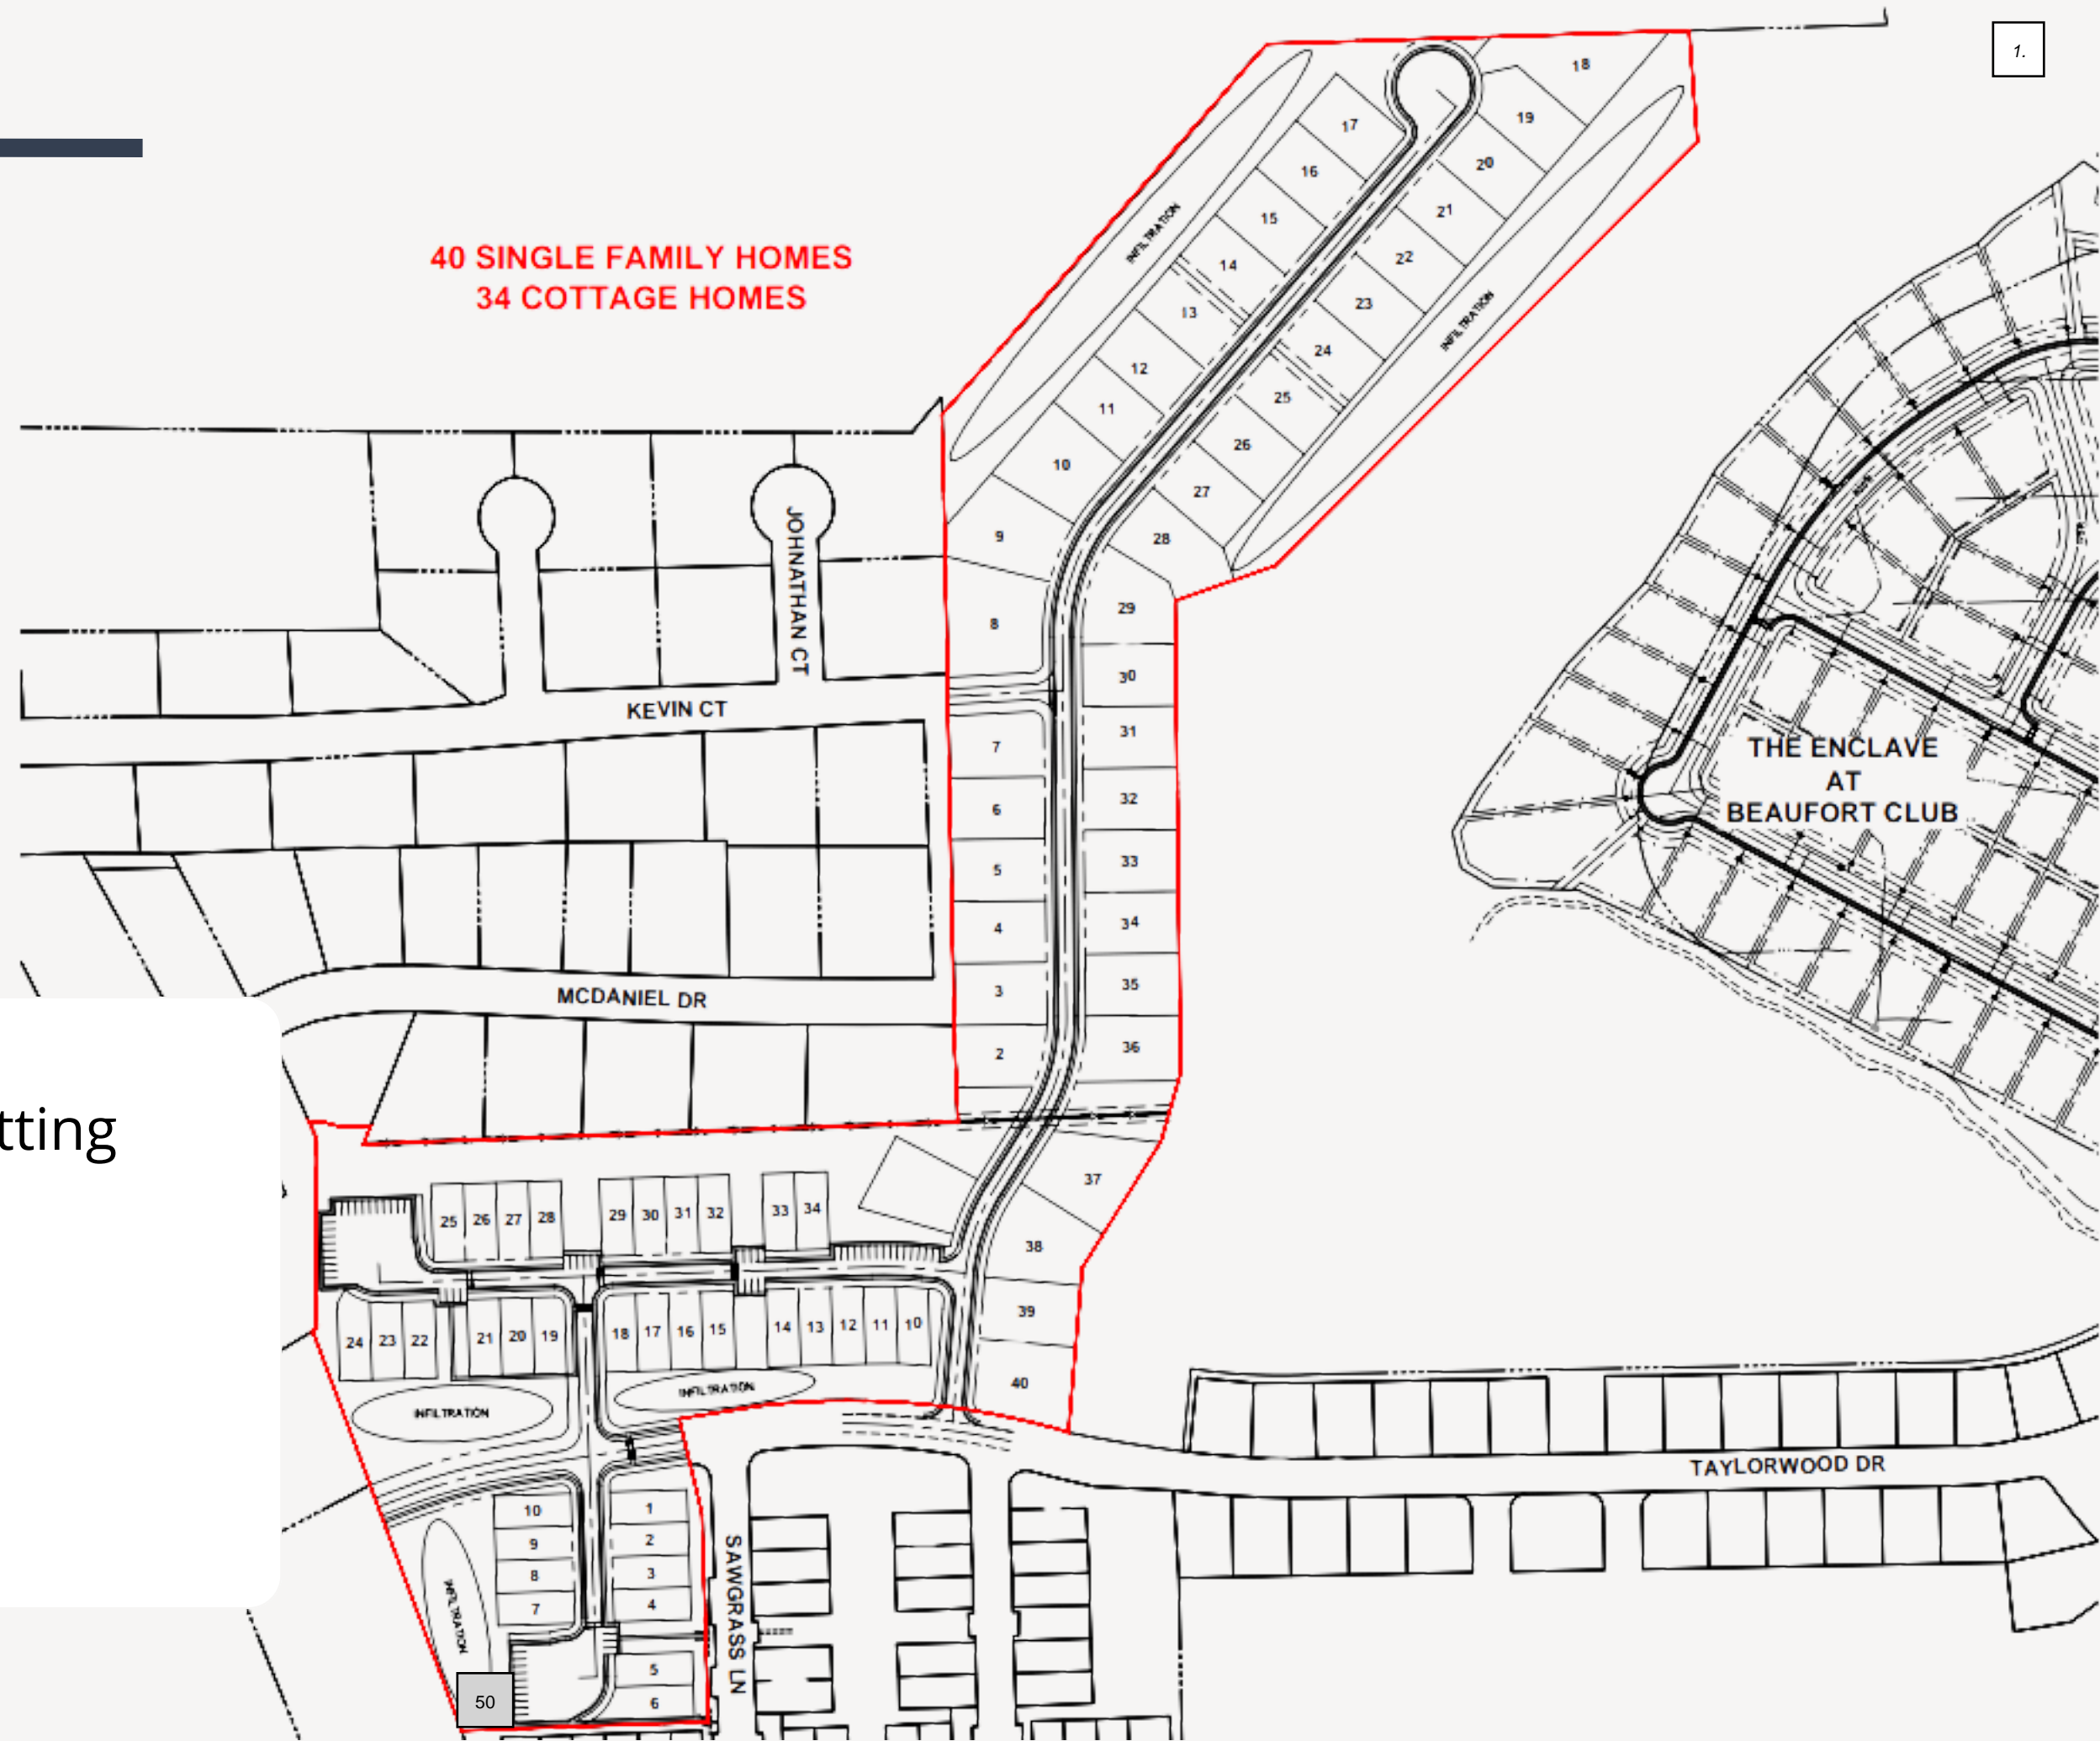 1.
40 SINGLE FAMILY HOMES
34 COTTAGE HOMES
18
17
19
16
20
15
21
14
22
13
23
12
24
11
25
10
26
27
9
28
8
29
30
7
31
6
32
5
33
4
34
3
35
2
36
37
38
39
40
INFILTRATION
INFILTRATION
JOHNATHAN CT
KEVIN CT
MCDANIEL DR
THE ENCLAVE
AT
BEAUFORT CLUB
tting
25 26 27 28 29 30 31 32 33 34
24 23 22 21 20 19 18 17 16 15 14 13 12 11 10
INFILTRATION
INFILTRATION
TAYLORWOOD DR
10 1
9 2
8 3
7 4
5
6
INFILTRATION
SAWGRASS LN
50